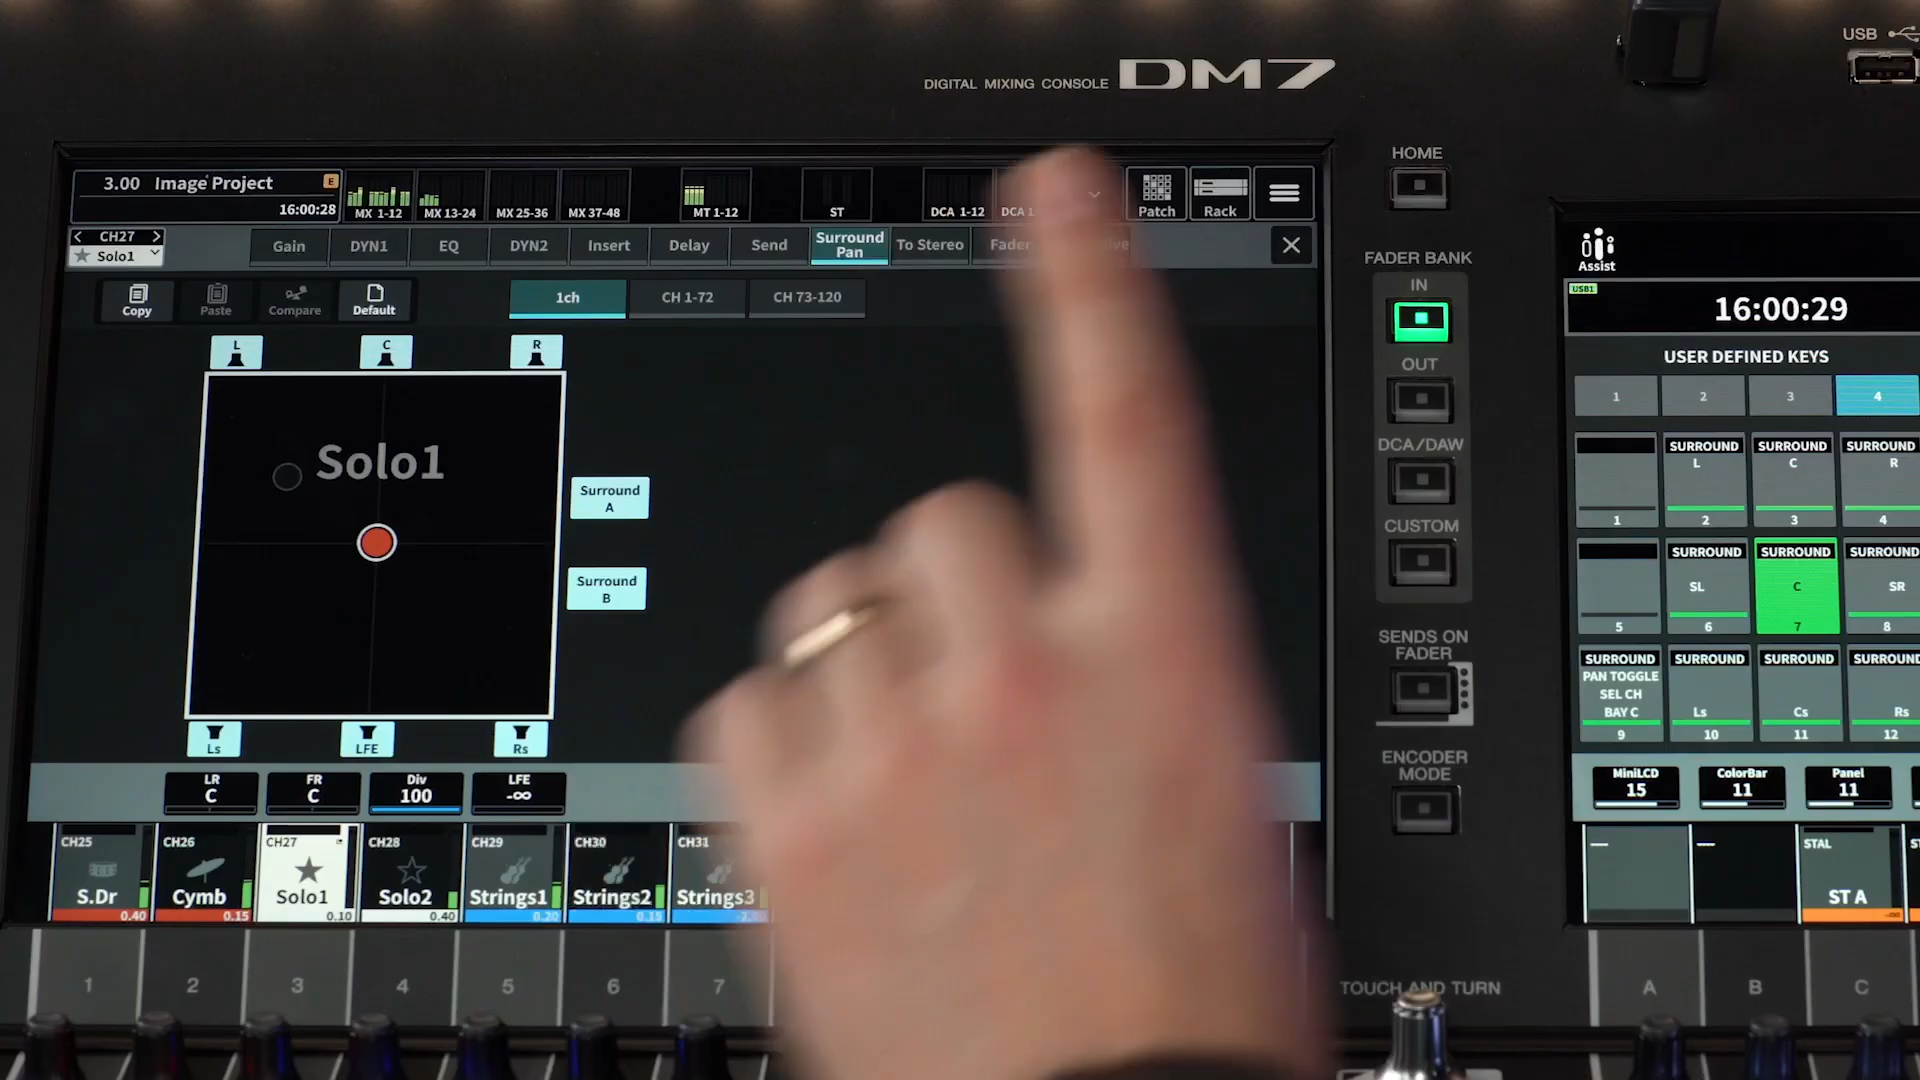 USB
DIGITAL MIXING CONSOLE DM7
3.00 Image Project E
16:00:28
MX 1-12
MX 13-24
MX 25-36
MX 37-48
MT 1-12
ST
DCA 1-12
Patch
Rack
HOME
CH27
Solo1
Gain
DYN1
EQ
DYN2
Insert
Delay
Send
Surround
Pan
To Stereo
Copy
Paste
Compare
Default
1ch
CH 1-72
CH 73-120
L
C
R
Solo1
Surround
A
Surround
B
Ls
LFE
Rs
LR
C
FR
C
Div
100
LFE
-∞
CH25
S.Dr
0.40
CH26
Cymb
0.15
CH27
Solo1
0.10
CH28
Solo2
0.40
CH29
Strings1
0.20
CH30
Strings2
0.15
CH31
Strings3
1
2
3
4
5
6
7
FADER BANK
IN
OUT
DCA/DAW
CUSTOM
SENDS ON
FADER
ENCODER
MODE
TOUCH AND TURN
Assist
USB1
16:00:29
USER DEFINED KEYS
1
2
3
4
1
SURROUND
L
2
SURROUND
C
3
SURROUND
R
4
5
SURROUND
SL
6
SURROUND
C
7
SURROUND
SR
8
SURROUND
PAN TOGGLE
SEL CH
BAY C
9
SURROUND
Ls
10
SURROUND
Cs
11
Rs
12
MiniLCD
15
ColorBar
11
Panel
11
STAL
ST A
-∞
A
B
C